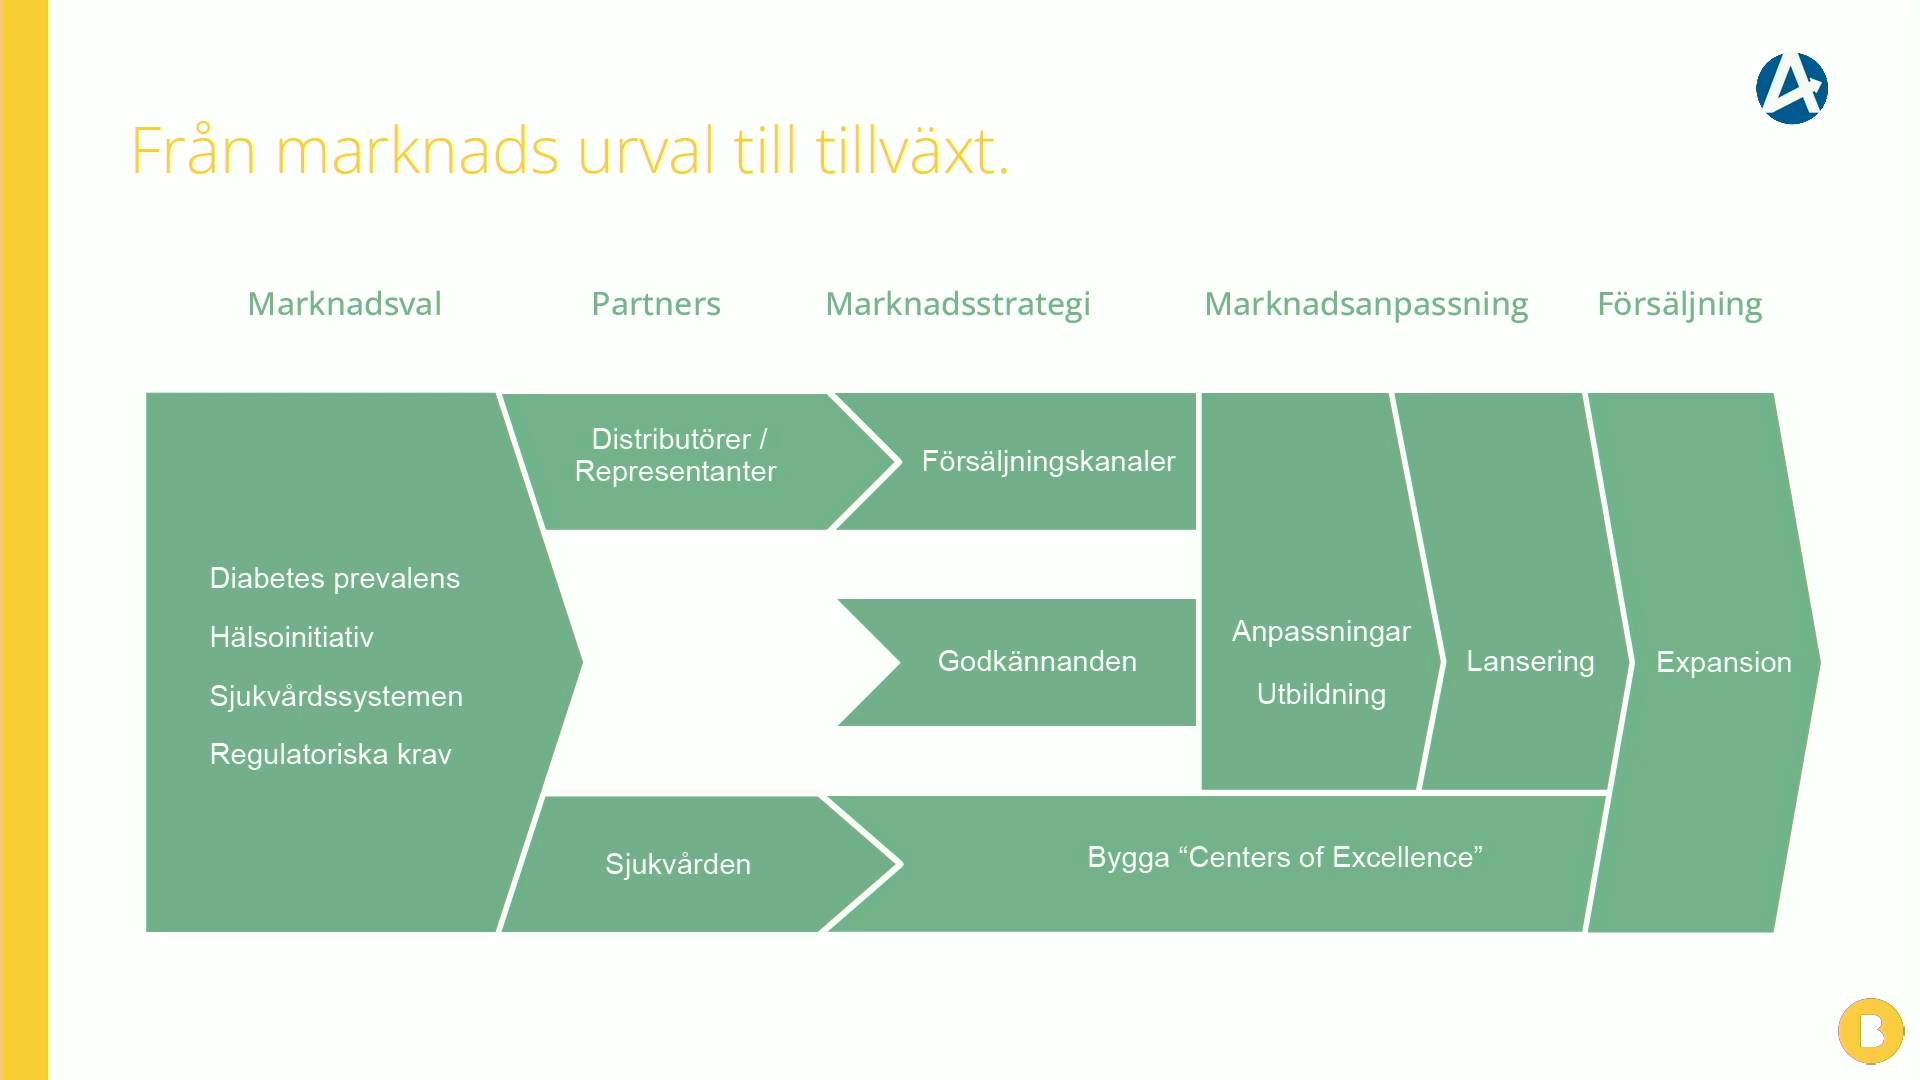 Från marknads urval till tillväxt.
Marknadsval
Partners
Marknadsstrategi
Marknadsanpassning
Försäljning
Diabetes prevalens
Hälsoinitiativ
Sjukvårdssystemen
Regulatoriska krav
Distributörer /
Representanter
Försäljningskanaler
Godkännanden
Anpassningar
Utbildning
Lansering
Expansion
Sjukvården
Bygga “Centers of Excellence”
A
B